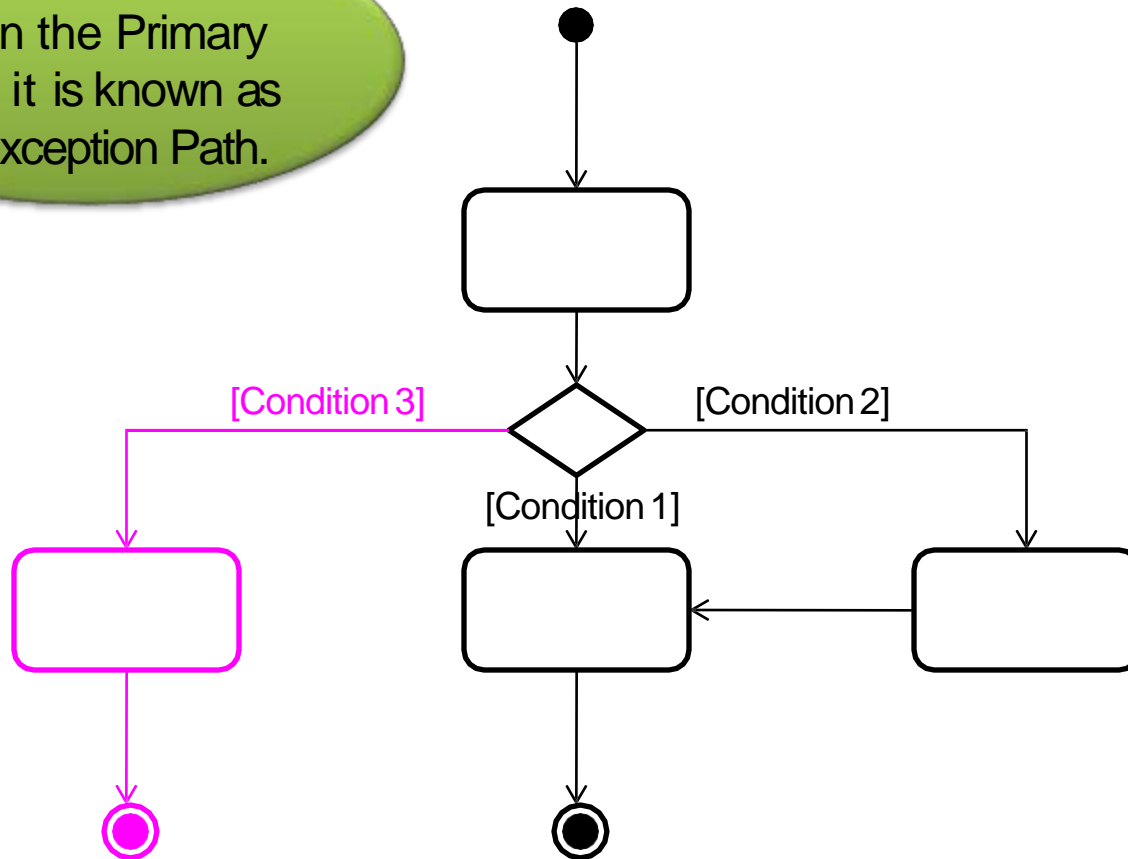 n the Primary
it is known as
xception Path.
[Condition 3]
[Condition 2]
[Condition 1]